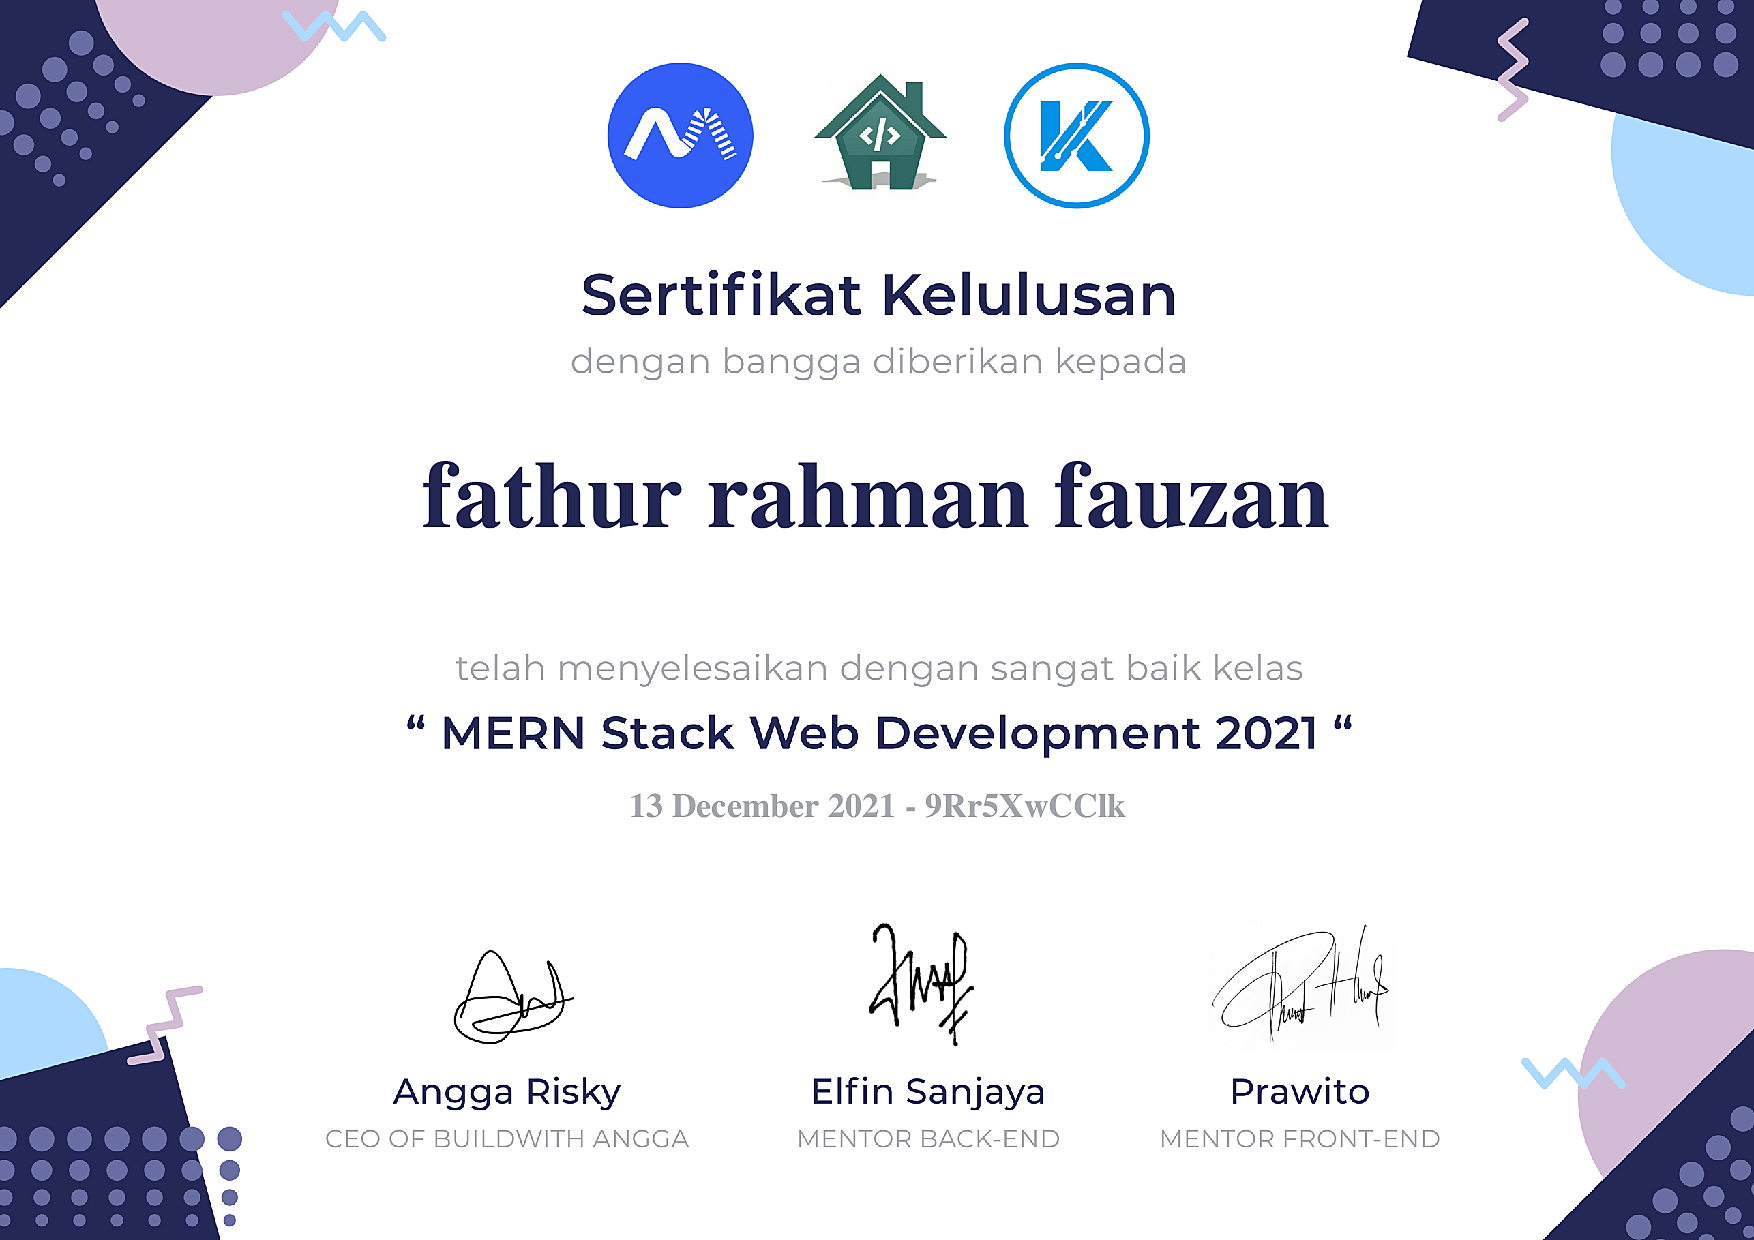 Sertifikat Kelulusan
dengan bangga diberikan kepada
fathur rahman fauzan
telah menyelesaikan dengan sangat baik kelas
“ MERN Stack Web Development 2021 “
13 December 2021 - 9Rr5XwCClk
Angga Risky
CEO OF BUILDWITH ANGGA
Elfin Sanjaya
MENTOR BACK-END
Prawito
MENTOR FRONT-END